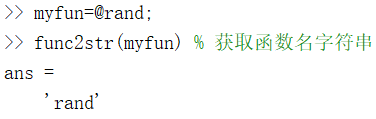 >> myfun=@rand;
>> func2str(myfun) % 获取函数名字符串
ans =
    'rand'